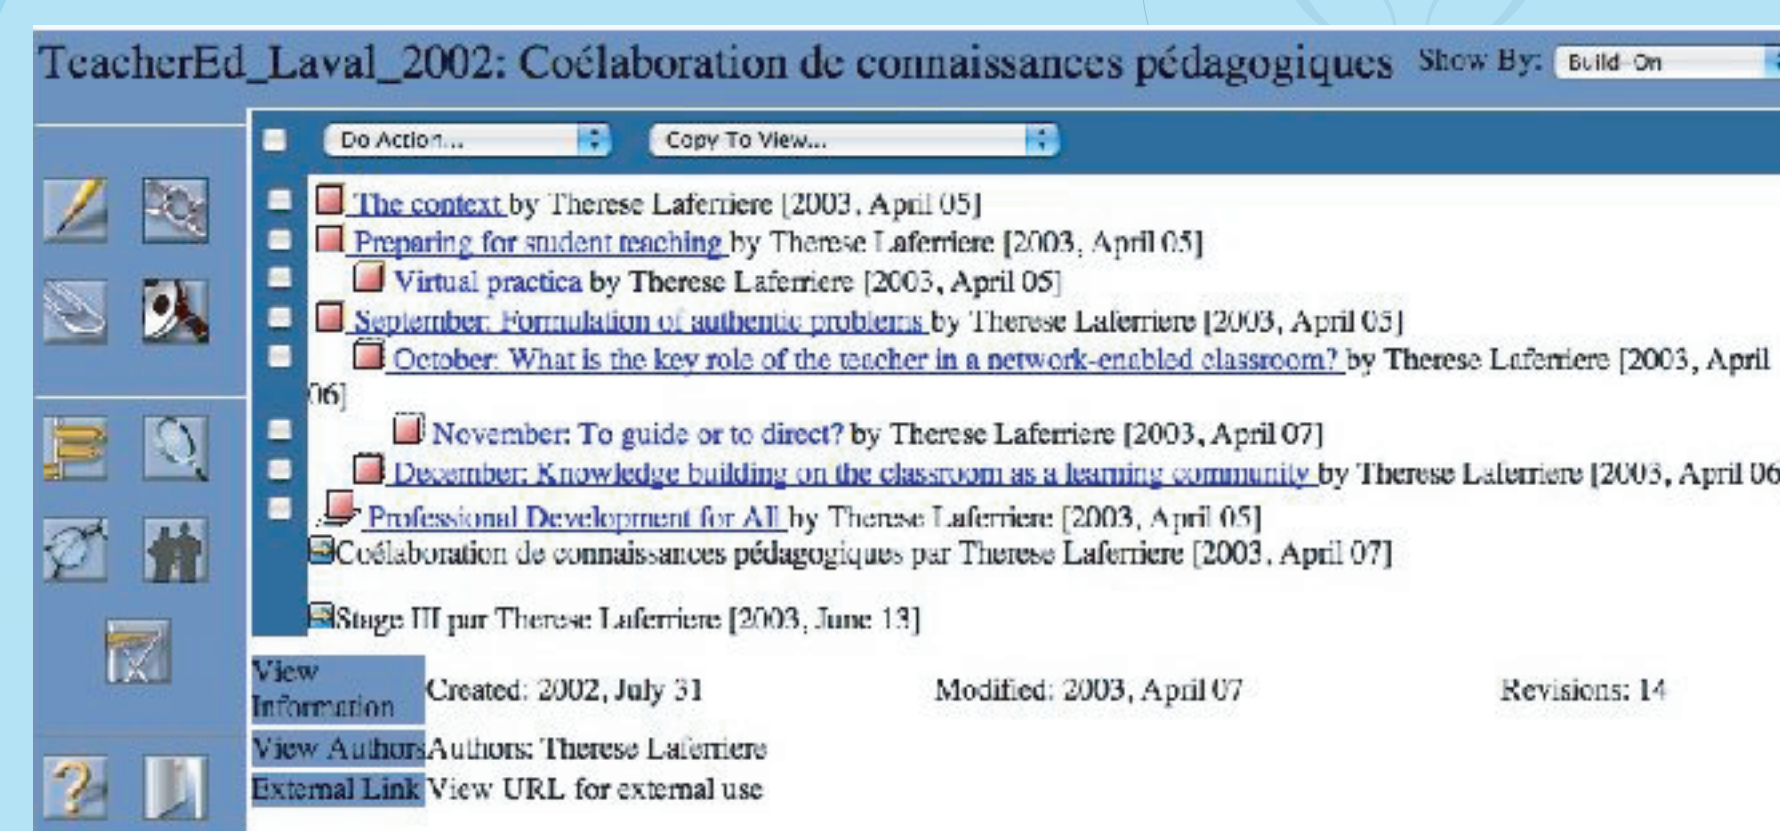 TeacherEd_Laval_2002: Coélaboration de connaissances pédagogiques Show By: Build-On
Do Action... Copy To View...
The context by Therese Laferriere [2003, April 05]
Preparing for student teaching by Therese Laferriere [2003, April 05]
Virtual practica by Therese Laferriere [2003, April 05]
September: Formulation of authentic problems by Therese Laferriere [2003, April 05]
October: What is the key role of the teacher in a network-enabled classroom? by Therese Laferriere [2003, April
06]
November: To guide or to direct? by Therese Laferriere [2003, April 07]
December: Knowledge building on the classroom as a learning community by Therese Laferriere [2003, April 06
Professional Development for All by Therese Laferriere [2003, April 05]
Coélaboration de connaissances pédagogiques par Therese Laferriere [2003, April 07]
Stage III par Therese Laferriere [2003, June 13]
View
Information Created: 2002, July 31 Modified: 2003, April 07 Revisions: 14
View Authors Authors: Therese Laferriere
External Link View URL for external use